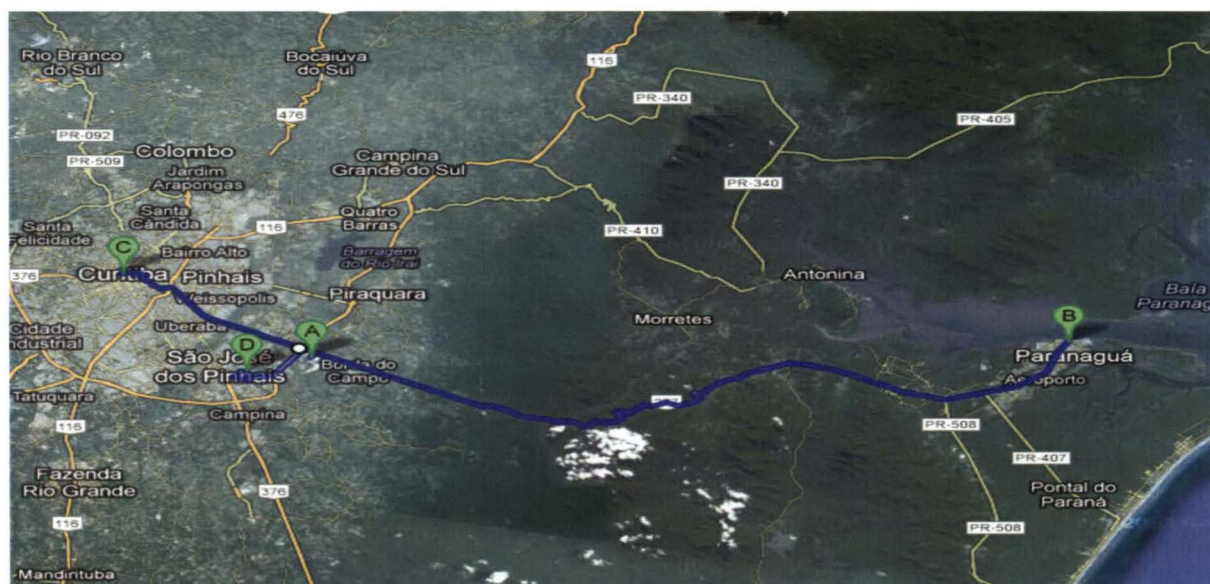 Rio Branco
do Sul
Bocaiúva
do Sul
116
PR-340
476
PR-405
PR-092
PR-509
Colombo
Jardim
Arapongas
Campina
Grande do Sul
PR-340
Santa
Felicidade
Santa
Cândida
116
Quatro
Barras
PR-410
Bairro Alto
Barragem
do Rio Iraí
C
376
Curitiba
Pinhais
Weissopolis
Piraquara
Antonina
Baía
Morretes
B
Cidade
Industrial
Uberaba
D
A
São José
dos Pinhais
Borda do
Campo
Paranaguá
Aeroporto
Tatuquara
Campina
116
PR-508
PR-407
Fazenda
Rio Grande
376
Pontal do
Paraná
116
PR-508
Mandirituba